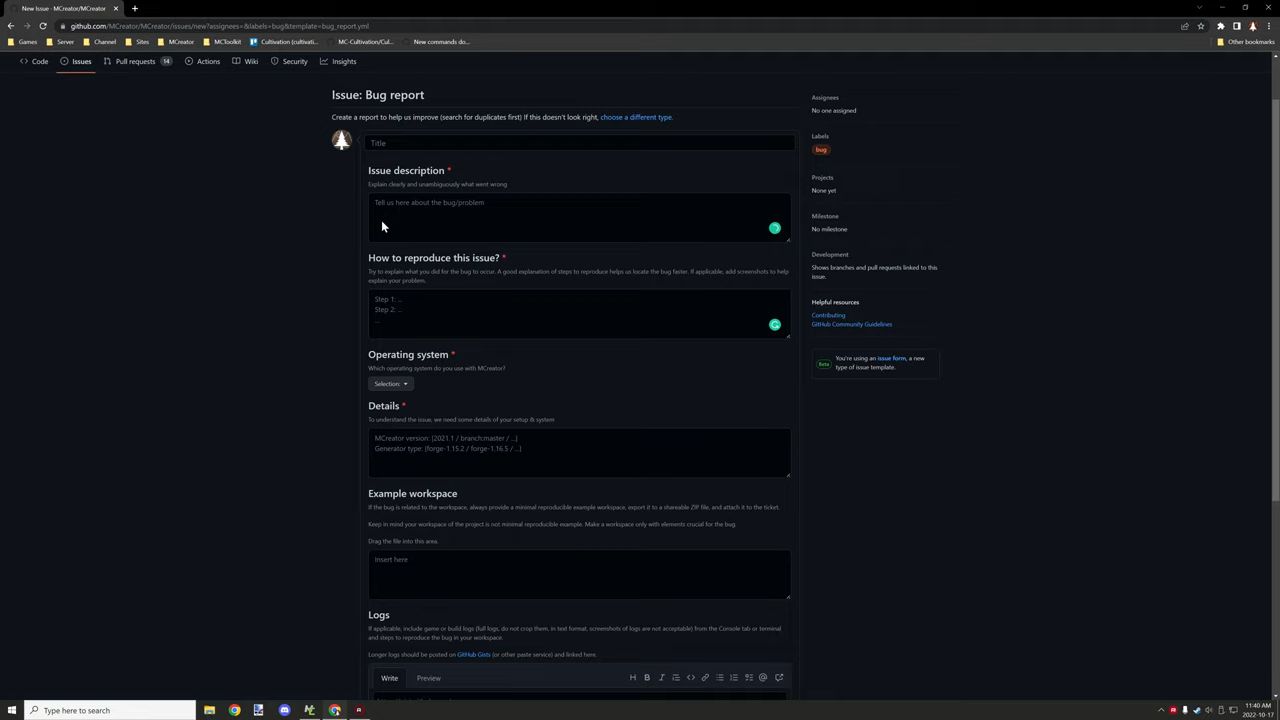 New Issue · MCreator/MCreator
github.com/MCreator/MCreator/issues/new?assignees=&labels=bug&template=bug_report.yml
Games
Server
Channel
Sites
MCreator
MCToolkit
Cultivation (cultivati...
MC-Cultivation/Cul...
New commands do...
Other bookmarks
Code
Issues
Pull requests 14
Actions
Wiki
Security
Insights
Issue: Bug report
Create a report to help us improve (search for duplicates first) If this doesn't look right, choose a different type.
Title
Issue description *
Explain clearly and unambiguously what went wrong
Tell us here about the bug/problem
How to reproduce this issue? *
Try to explain what you did for the bug to occur. A good explanation of steps to reproduce helps us locate the bug faster. If applicable, add screenshots to help
explain your problem.
Step 1: ...
Step 2: ...
...
Operating system *
Which operating system do you use with MCreator?
Selection:
Details *
To understand the issue, we need some details of your setup & system
MCreator version: [2021.1 / branch:master / ...]
Generator type: [forge-1.15.2 / forge-1.16.5 / ...]
Example workspace
If the bug is related to the workspace, always provide a minimal reproducible example workspace, export it to a shareable ZIP file, and attach it to the ticket.
Keep in mind your workspace of the project is not minimal reproducible example. Make a workspace only with elements crucial for the bug.
Drag the file into this area.
Insert here
Logs
If applicable, include game or build logs (full logs, do not crop them, in text format, screenshots of logs are not acceptable) from the Console tab or terminal
and steps to reproduce the bug in your workspace.
Longer logs should be posted on GitHub Gists (or other paste service) and linked here.
Write
Preview
Assignees
No one assigned
Labels
bug
Projects
None yet
Milestone
No milestone
Development
Shows branches and pull requests linked to this
issue.
Helpful resources
Contributing
GitHub Community Guidelines
Beta
You're using an issue form, a new
type of issue template.
Type here to search
11:40 AM
2022-10-17